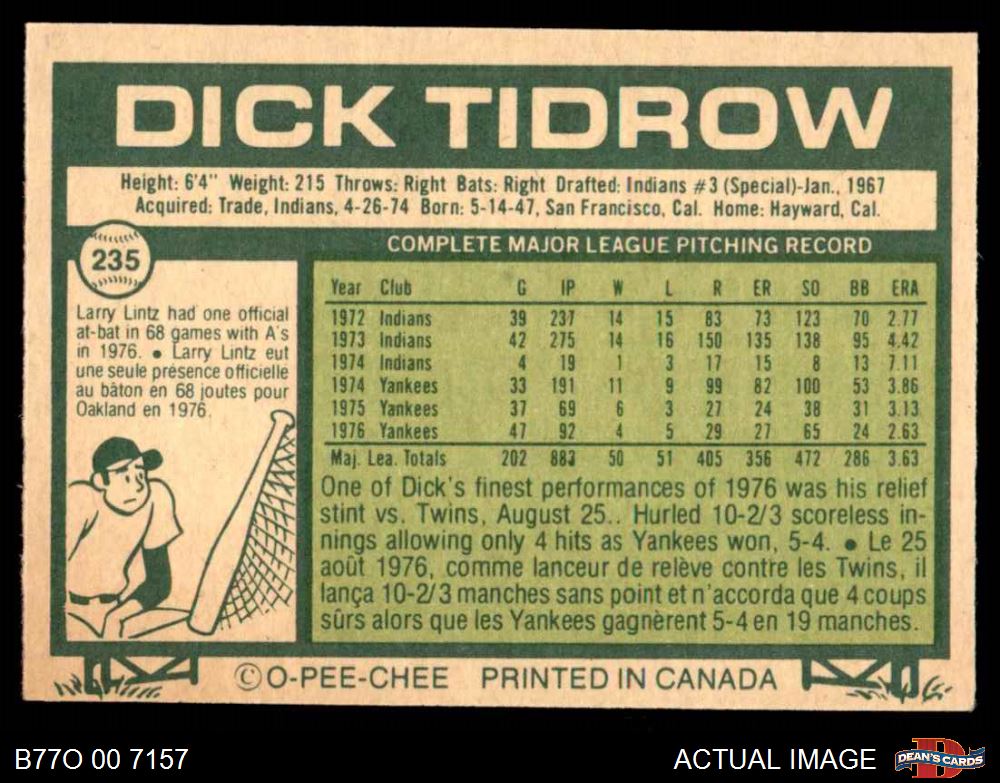 DICK TIDROW
Height: 6'4" Weight: 215 Throws: Right Bats: Right Drafted: Indians #3 (Special)-Jan., 1967
Acquired: Trade, Indians, 4-26-74 Born: 5-14-47, San Francisco, Cal. Home: Hayward, Cal.
235
Larry Lintz had one official
at-bat in 68 games with A's
in 1976. • Larry Lintz eut
une seule présence officielle
au bâton en 68 joutes pour
Oakland en 1976.
COMPLETE MAJOR LEAGUE PITCHING RECORD
Year Club G IP W L R ER SO BB ERA
1972 Indians 39 237 14 15 83 73 123 70 2.77
1973 Indians 42 275 14 16 150 135 138 95 4.42
1974 Indians 4 19 1 3 17 15 8 13 7.11
1974 Yankees 33 191 11 9 99 82 100 53 3.86
1975 Yankees 37 69 6 3 27 24 38 31 3.13
1976 Yankees 47 92 4 5 29 27 65 24 2.63
Maj. Lea. Totals 202 883 50 51 405 356 472 286 3.63
One of Dick's finest performances of 1976 was his relief
stint vs. Twins, August 25.. Hurled 10-2/3 scoreless in-
nings allowing only 4 hits as Yankees won, 5-4. • Le 25
août 1976, comme lanceur de relève contre les Twins, il
lança 10-2/3 manches sans point et n'accorda que 4 coups
sûrs alors que les Yankees gagnèrent 5-4 en 19 manches.
©O-PEE-CHEE PRINTED IN CANADA
B77O 00 7157
ACTUAL IMAGE
D
DEAN'S CARDS